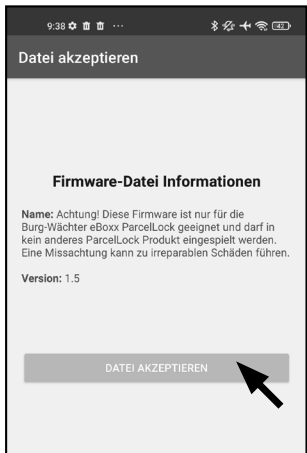 9:38 ...
42
Datei akzeptieren
Firmware-Datei Informationen
Name: Achtung! Diese Firmware ist nur für die
Burg-Wächter eBoxx ParcelLock geeignet und darf in
kein anderes ParcelLock Produkt eingespielt werden.
Eine Missachtung kann zu irreparablen Schäden führen.
Version: 1.5
DATEI AKZEPTIEREN